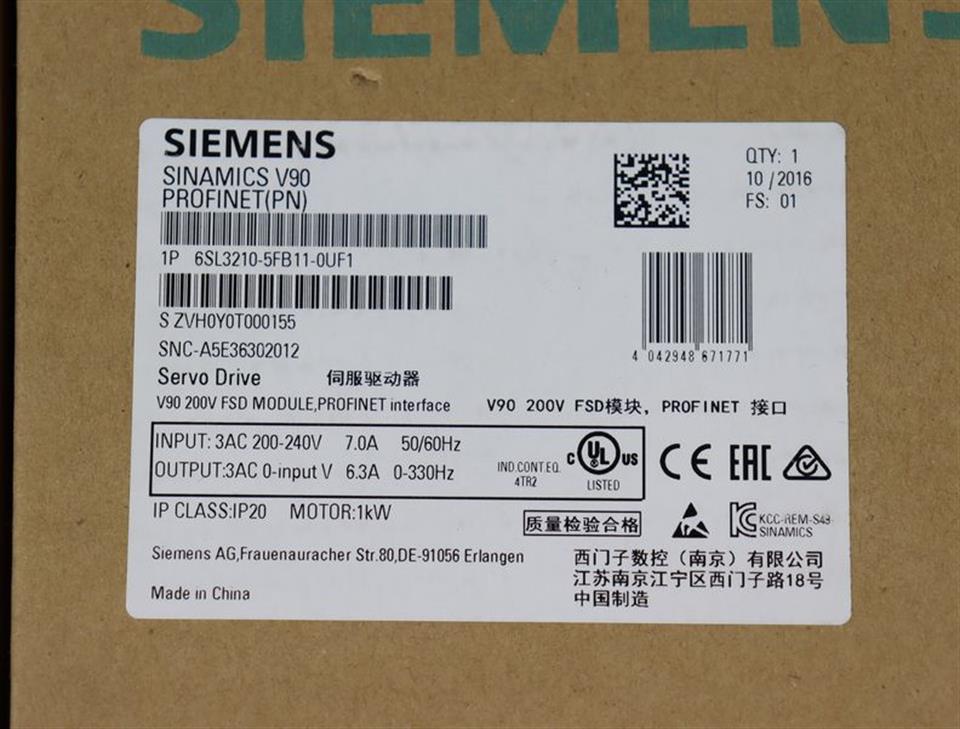 SIEMENS
SIEMENS
SINAMICS V90
PROFINET(PN)
QTY: 1
10 / 2016
FS: 01
1P 6SL3210-5FB11-0UF1
S ZVH0Y0T000155
SNC-A5E36302012
4 042948 671771
Servo Drive 伺服驱动器
V90 200V FSD MODULE,PROFINET interface V90 200V FSD模块，PROFINET 接口
INPUT: 3AC 200-240V 7.0A 50/60Hz
OUTPUT:3AC 0-input V 6.3A 0-330Hz
IND.CONT.EQ.
4TR2
C UL US
LISTED
CE EAC
IP CLASS:IP20 MOTOR:1kW
质量检验合格
KCC-REM-S49-
SINAMICS
Siemens AG,Frauenauracher Str.80,DE-91056 Erlangen
西门子数控（南京）有限公司
江苏南京江宁区西门子路18号
中国制造
Made in China